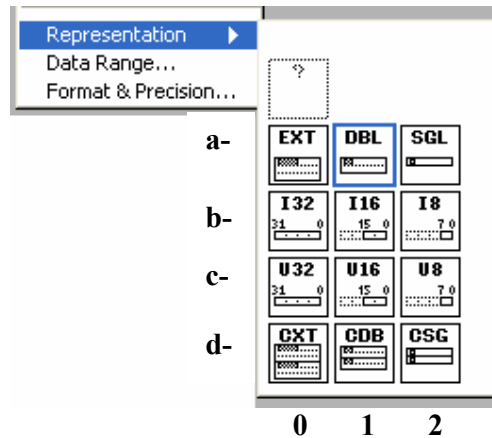 Representation
Data Range...
Format & Precision...
a- EXT DBL SGL
b- I32 I16 I8
31 0 15 0 7 0
c- U32 U16 U8
31 0 15 0 7 0
d- CXT CDB CSG
0 1 2